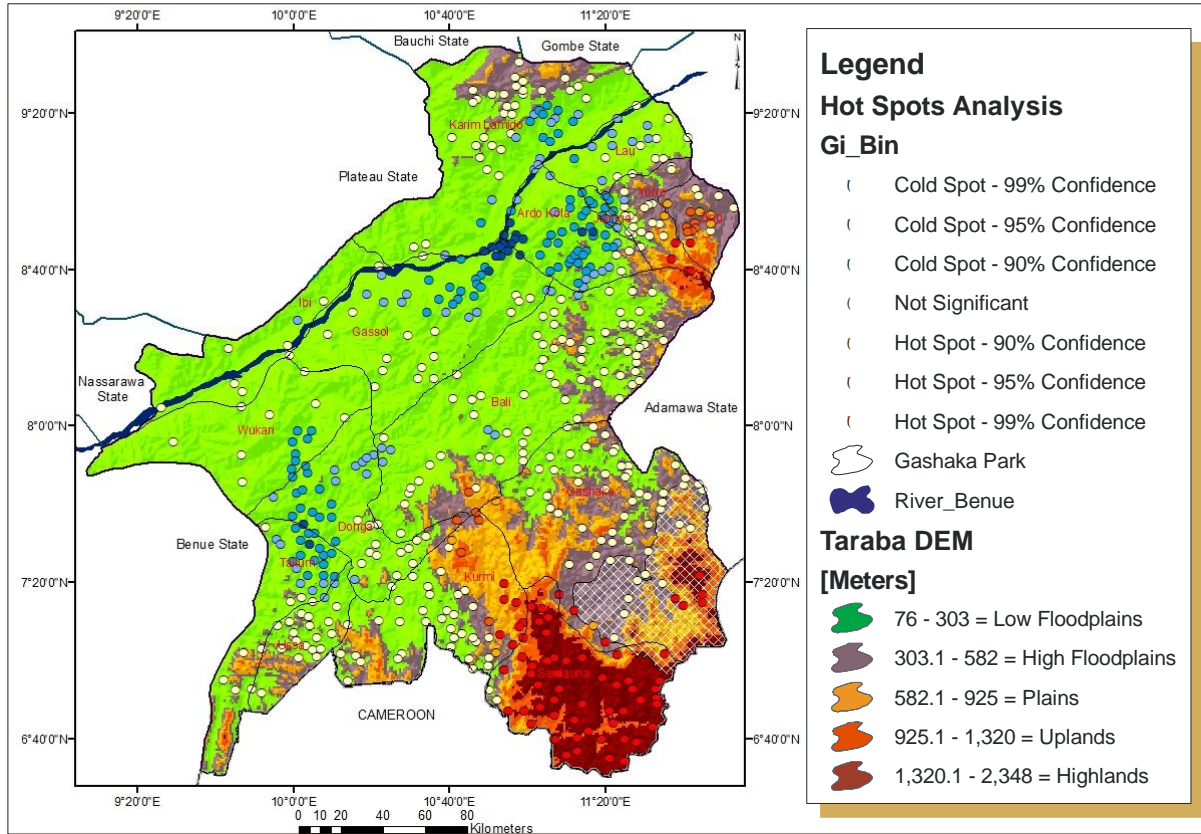 9°20'0"E 10°0'0"E 10°40'0"E 11°20'0"E
N
Bauchi State
Gombe State
9°20'0"N
9°20'0"N
Karim Lamido
Lau
Plateau State
Ardo Kola
8°40'0"N
8°40'0"N
Ibi
Gassol
Nassarawa
State
Bali
Adamawa State
8°0'0"N
8°0'0"N
Wukari
Gashaka
Donga
Benue State
Takum
Kurmi
7°20'0"N
7°20'0"N
Ussa
Sardauna
CAMEROON
6°40'0"N
6°40'0"N
9°20'0"E 10°0'0"E 10°40'0"E 11°20'0"E
0 10 20 40 60 80
Kilometers
Legend
Hot Spots Analysis
Gi_Bin
Cold Spot - 99% Confidence
Cold Spot - 95% Confidence
Cold Spot - 90% Confidence
Not Significant
Hot Spot - 90% Confidence
Hot Spot - 95% Confidence
Hot Spot - 99% Confidence
Gashaka Park
River_Benue
Taraba DEM
[Meters]
76 - 303 = Low Floodplains
303.1 - 582 = High Floodplains
582.1 - 925 = Plains
925.1 - 1,320 = Uplands
1,320.1 - 2,348 = Highlands